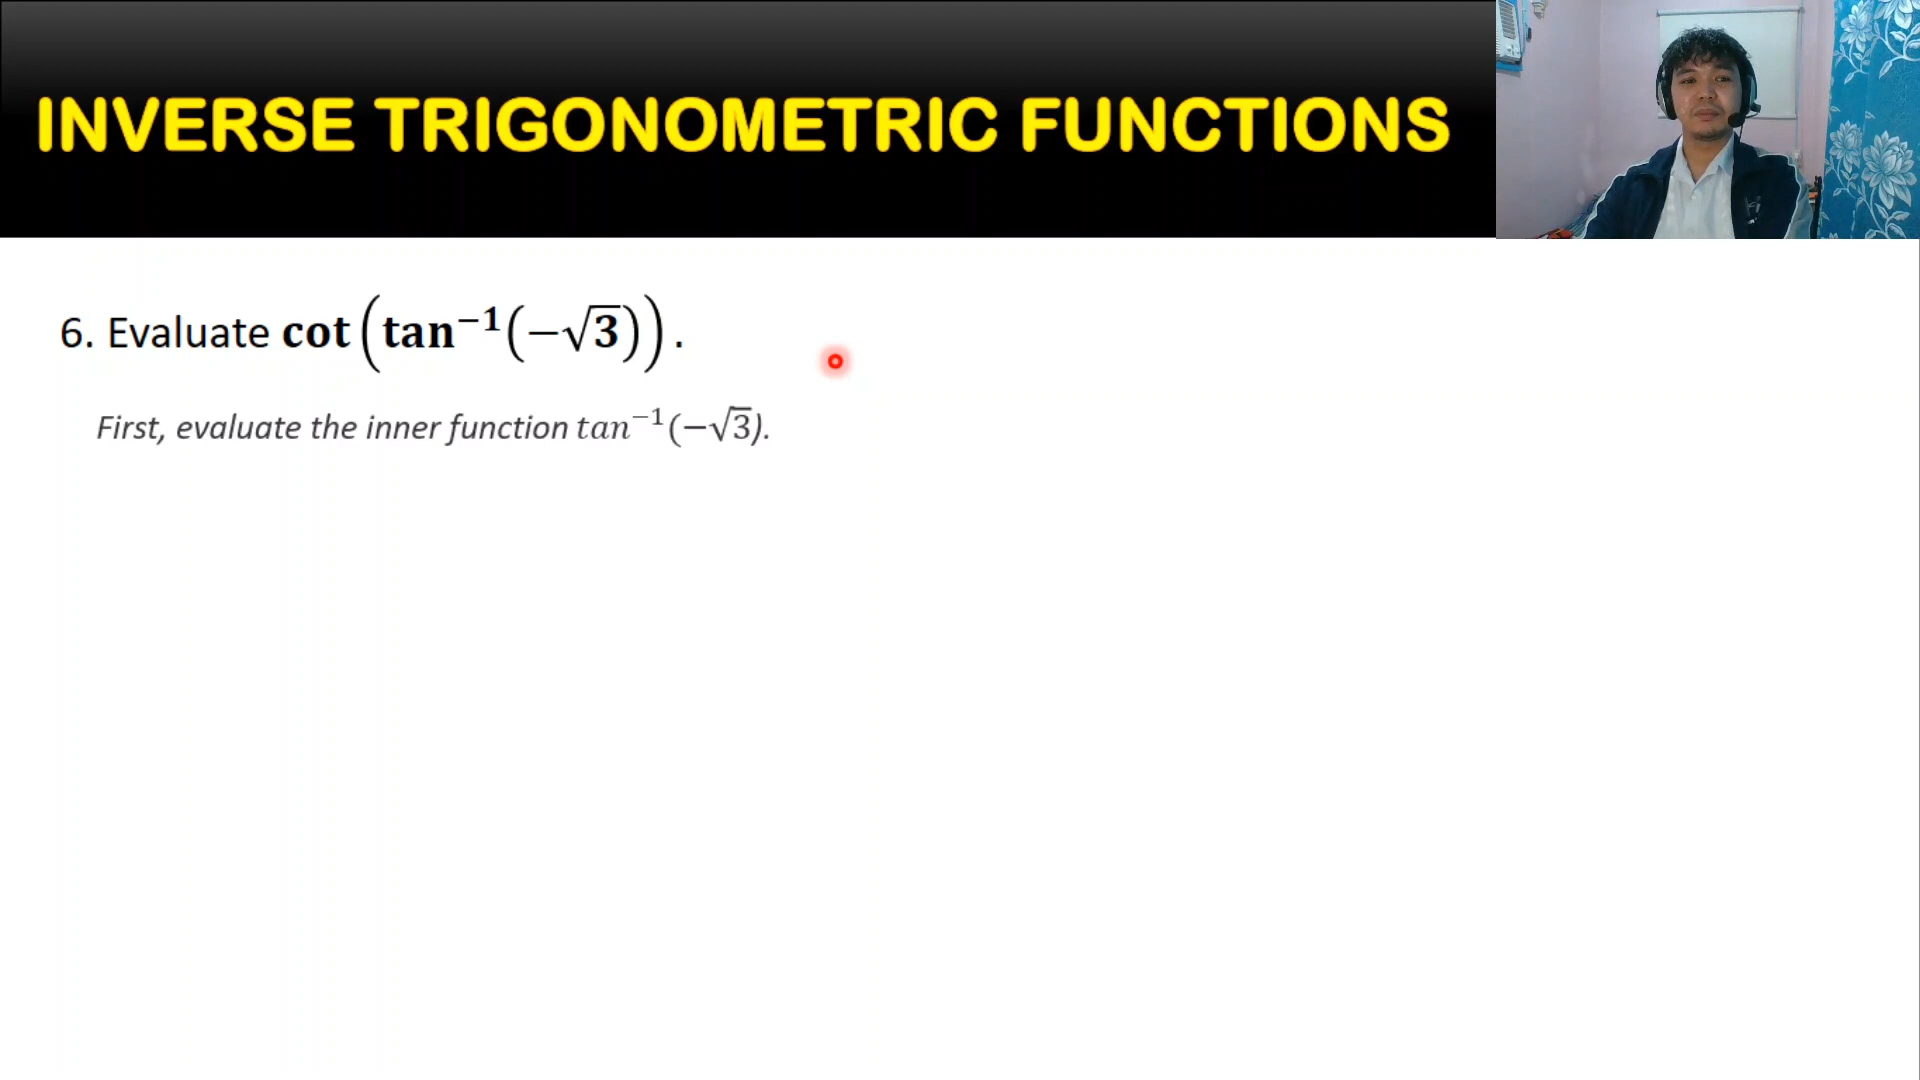 INVERSE TRIGONOMETRIC FUNCTIONS
6. Evaluate cot(tan⁻¹(−√3)).
First, evaluate the inner function tan⁻¹(−√3).